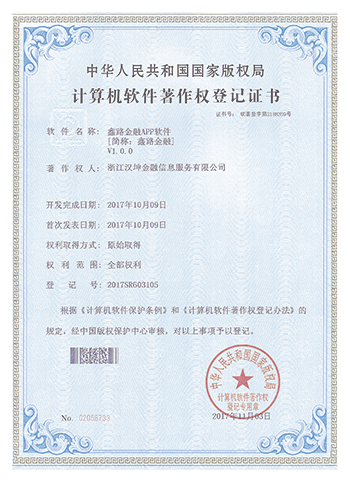 中华人民共和国国家版权局
计算机软件著作权登记证书
证书号： 软著登字第2188389号
软件名称： 鑫路金融APP软件
[简称：鑫路金融]
V1.0.0
著作权人： 浙江汉坤金融信息服务有限公司
开发完成日期： 2017年10月09日
首次发表日期： 2017年10月09日
权利取得方式： 原始取得
权利范围： 全部权利
登记号： 2017SR603105
根据《计算机软件保护条例》和《计算机软件著作权登记办法》的
规定，经中国版权保护中心审核，对以上事项予以登记。
中华人民共和国国家版权局
计算机软件著作权
登记专用章
No. 02058233
2017年11月03日